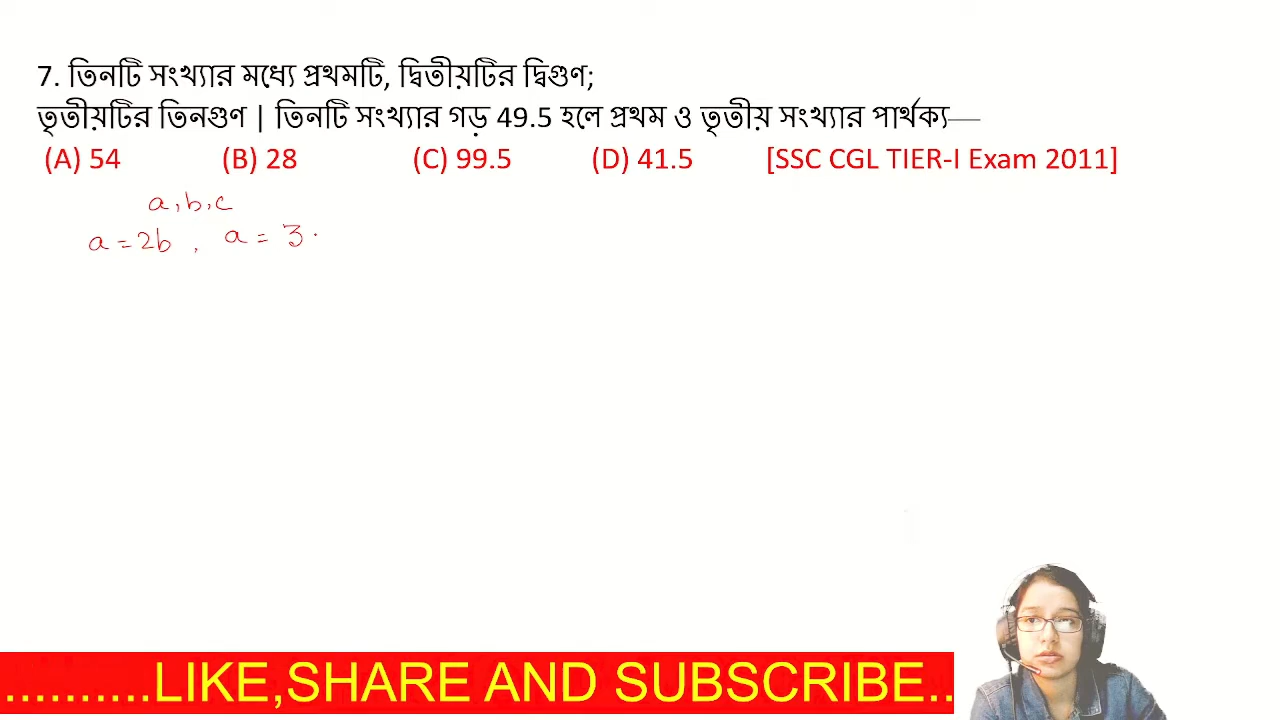 7. তিনটি সংখ্যার মধ্যে প্রথমটি, দ্বিতীয়টির দ্বিগুণ;
তৃতীয়টির তিনগুণ | তিনটি সংখ্যার গড় 49.5 হলে প্রথম ও তৃতীয় সংখ্যার পার্থক্য—
(A) 54 (B) 28 (C) 99.5 (D) 41.5 [SSC CGL TIER-I Exam 2011]
a, b, c
a = 2b , a = 3
..........LIKE,SHARE AND SUBSCRIBE..